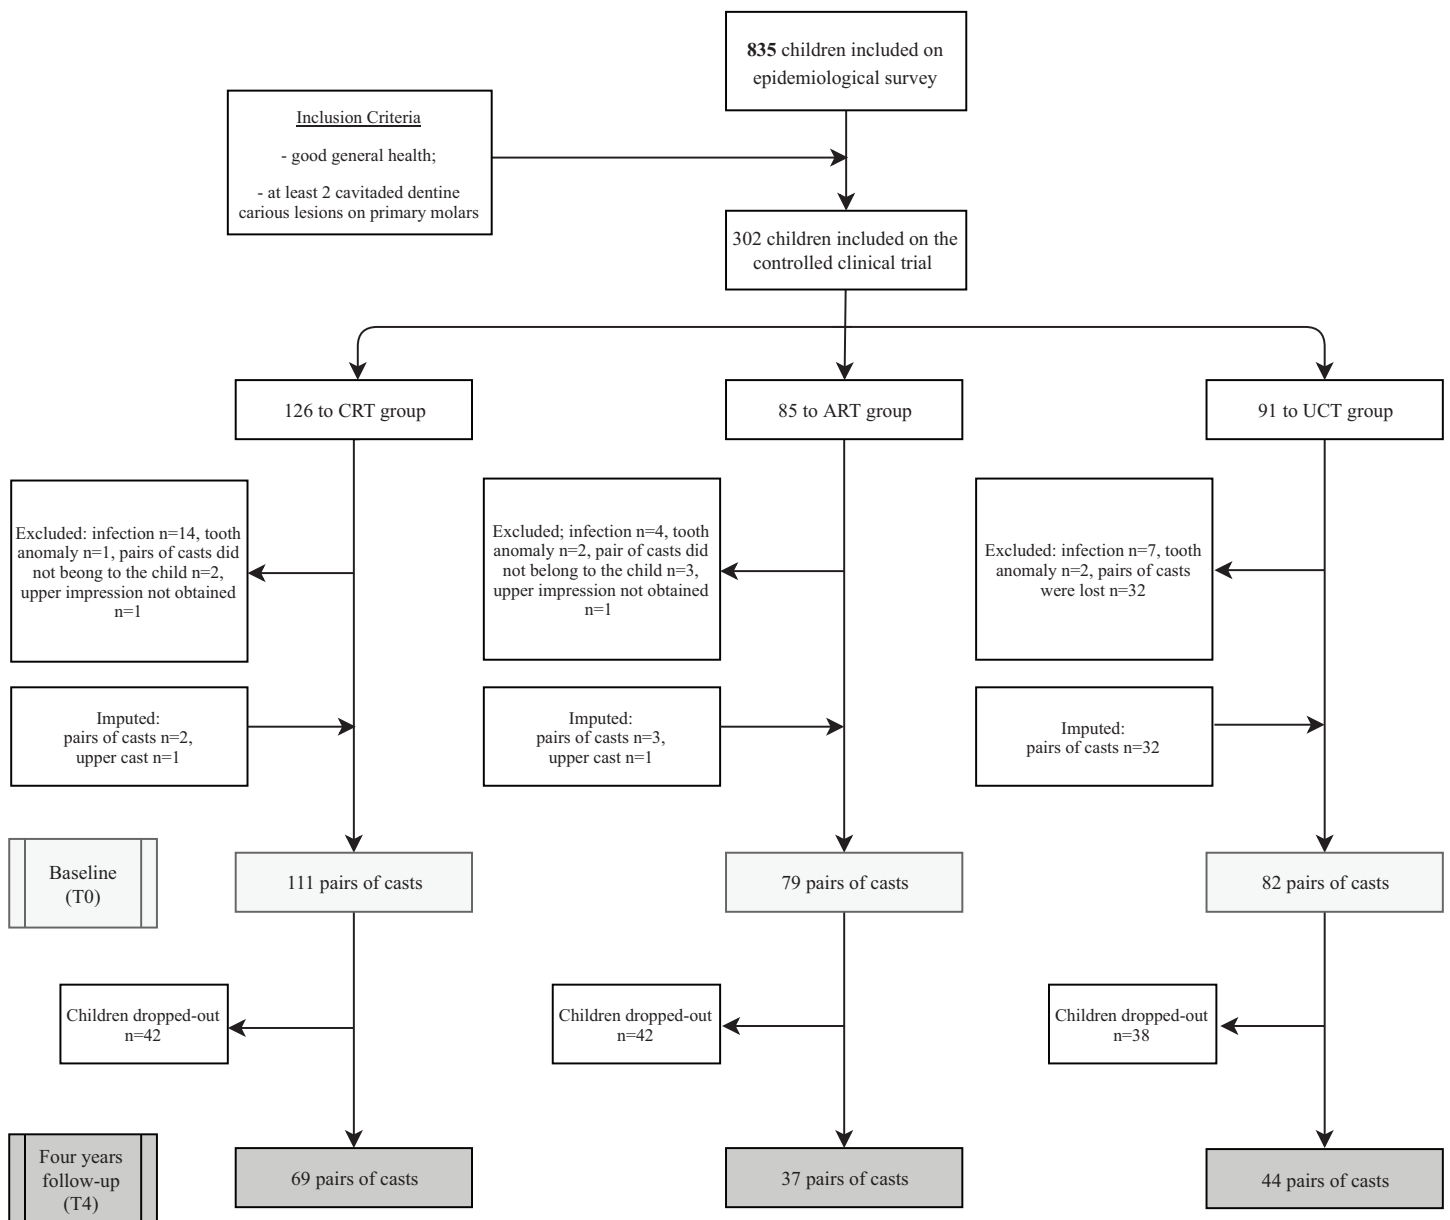 835 children included on
epidemiological survey
Inclusion Criteria
- good general health;
- at least 2 cavitaded dentine
carious lesions on primary molars
302 children included on the
controlled clinical trial
126 to CRT group
85 to ART group
91 to UCT group
Excluded: infection n=14, tooth
anomaly n=1, pairs of casts did
not beong to the child n=2,
upper impression not obtained
n=1
Excluded; infection n=4, tooth
anomaly n=2, pair of casts did
not belong to the child n=3,
upper impression not obtained
n=1
Excluded: infection n=7, tooth
anomaly n=2, pairs of casts
were lost n=32
Imputed:
pairs of casts n=2,
upper cast n=1
Imputed:
pairs of casts n=3,
upper cast n=1
Imputed:
pairs of casts n=32
Baseline
(T0)
111 pairs of casts
79 pairs of casts
82 pairs of casts
Children dropped-out
n=42
Children dropped-out
n=42
Children dropped-out
n=38
Four years
follow-up
(T4)
69 pairs of casts
37 pairs of casts
44 pairs of casts